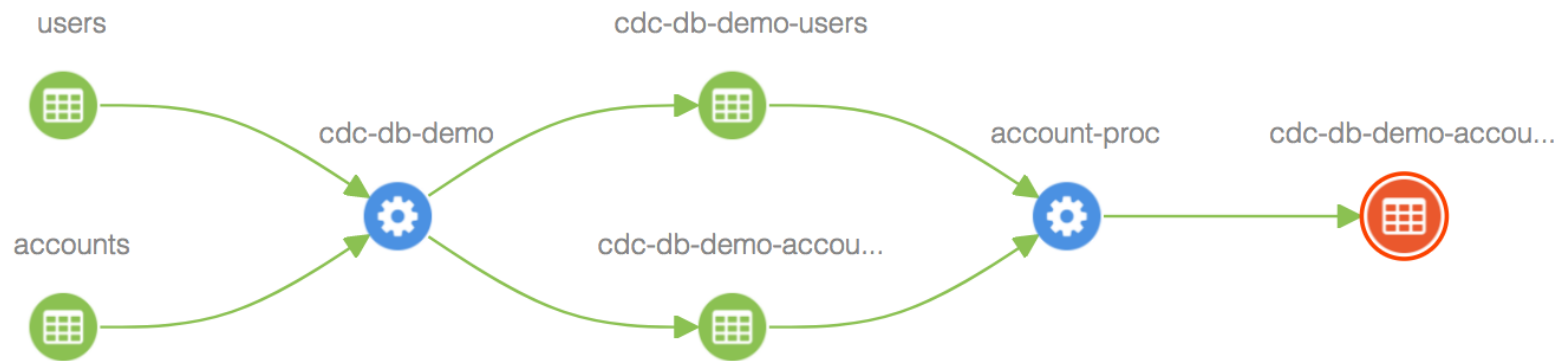 users
cdc-db-demo-users
cdc-db-demo
account-proc
cdc-db-demo-accou...
accounts
cdc-db-demo-accou...